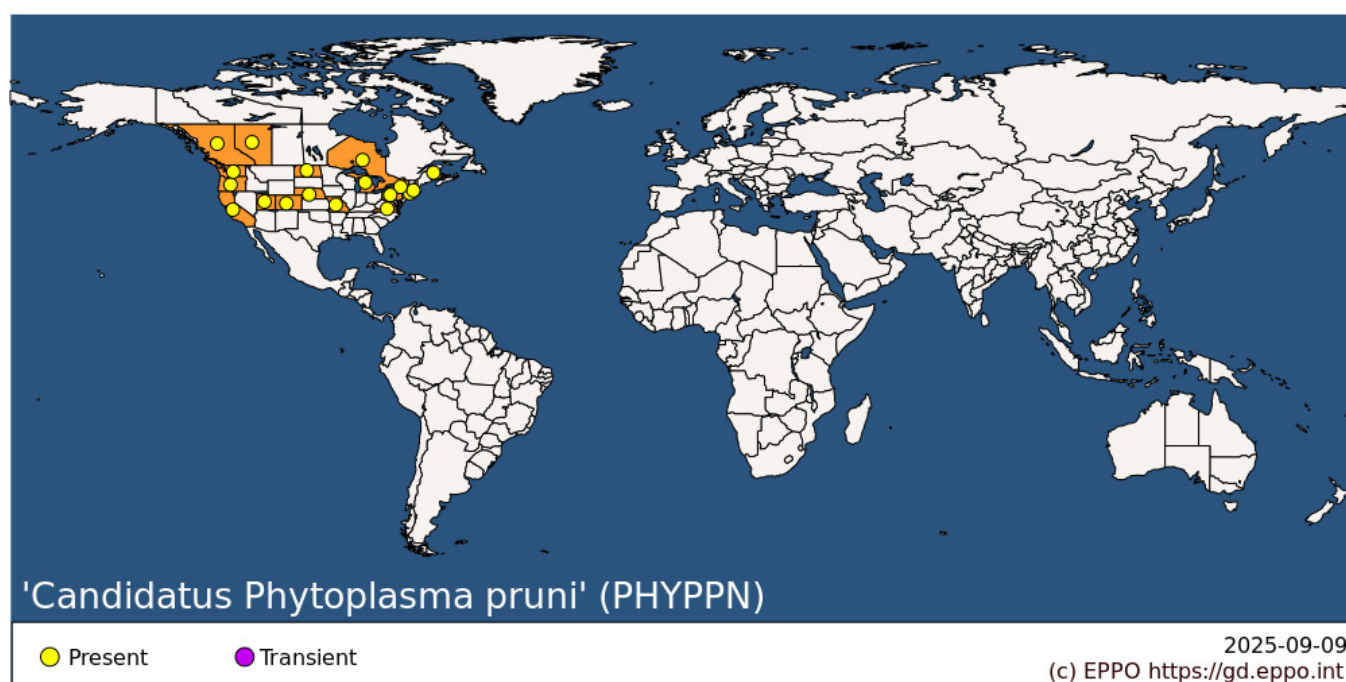 'Candidatus Phytoplasma pruni' (PHYPPN)
Present
Transient
2025-09-09
(c) EPPO https://gd.eppo.int